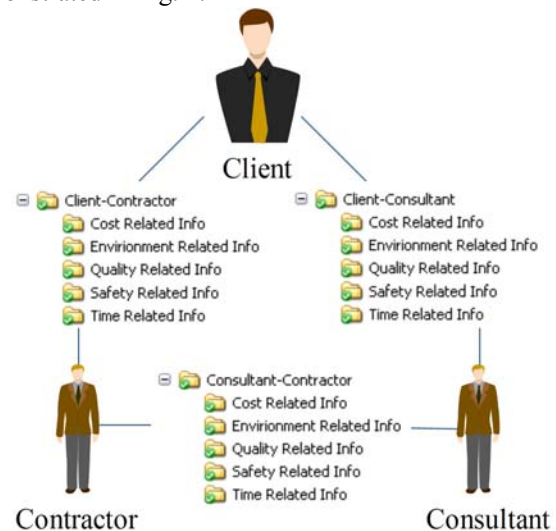 Client
Client-Contractor
Cost Related Info
Envirionment Related Info
Quality Related Info
Safety Related Info
Time Related Info
Client-Consultant
Cost Related Info
Envirionment Related Info
Quality Related Info
Safety Related Info
Time Related Info
Consultant-Contractor
Cost Related Info
Envirionment Related Info
Quality Related Info
Safety Related Info
Time Related Info
Contractor
Consultant